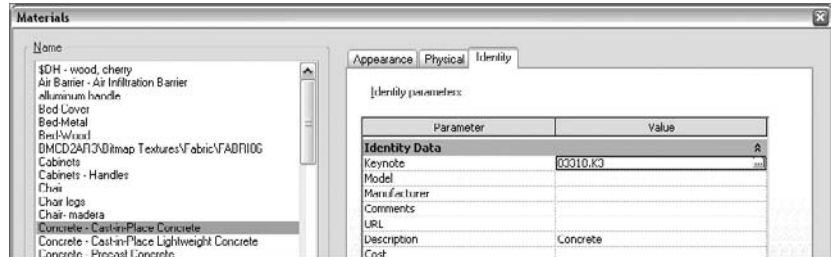 Materials
Name
$DH - wood, cherry
Air Barrier - Air Infiltration Barrier
alluminum handle
Bed Cover
Bed-Metal
Bed-Wood
BMCD2AFI3\Bitmap Textures\Fabric\FABRI06
Cabinets
Cabinets - Handles
Chair
Chair legs
Chair- madera
Concrete - Cast-in-Place Concrete
Concrete - Cast-in-Place Lightweight Concrete
Concrete - Precast Concrete
Appearance Physical Identity
Identity parameters:
Parameter Value
Identity Data
Keynote 03310.K3 ...
Model
Manufacturer
Comments
URL
Description Concrete
Cost